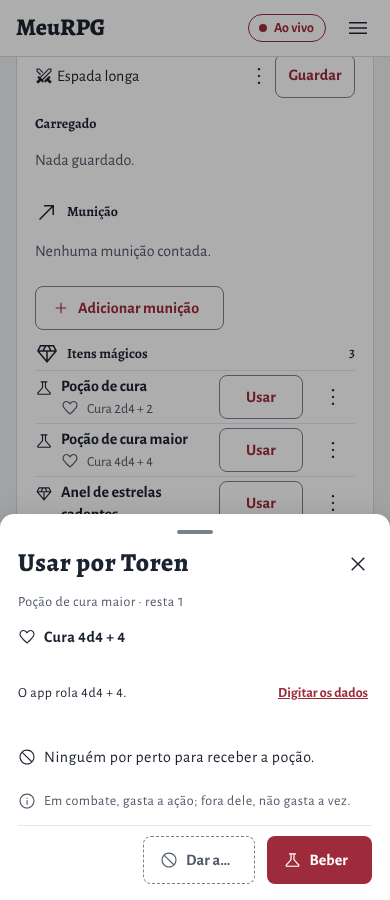 MeuRPG
Ao vivo
Espada longa
Guardar
Carregado
Nada guardado.
Munição
Nenhuma munição contada.
Adicionar munição
Itens mágicos
3
Poção de cura
Cura 2d4 + 2
Usar
Poção de cura maior
Cura 4d4 + 4
Usar
Anel de estrelas
cadentes
Usar
Usar por Toren
Poção de cura maior · resta 1
Cura 4d4 + 4
O app rola 4d4 + 4.
Digitar os dados
Ninguém por perto para receber a poção.
Em combate, gasta a ação; fora dele, não gasta a vez.
Dar a...
Beber